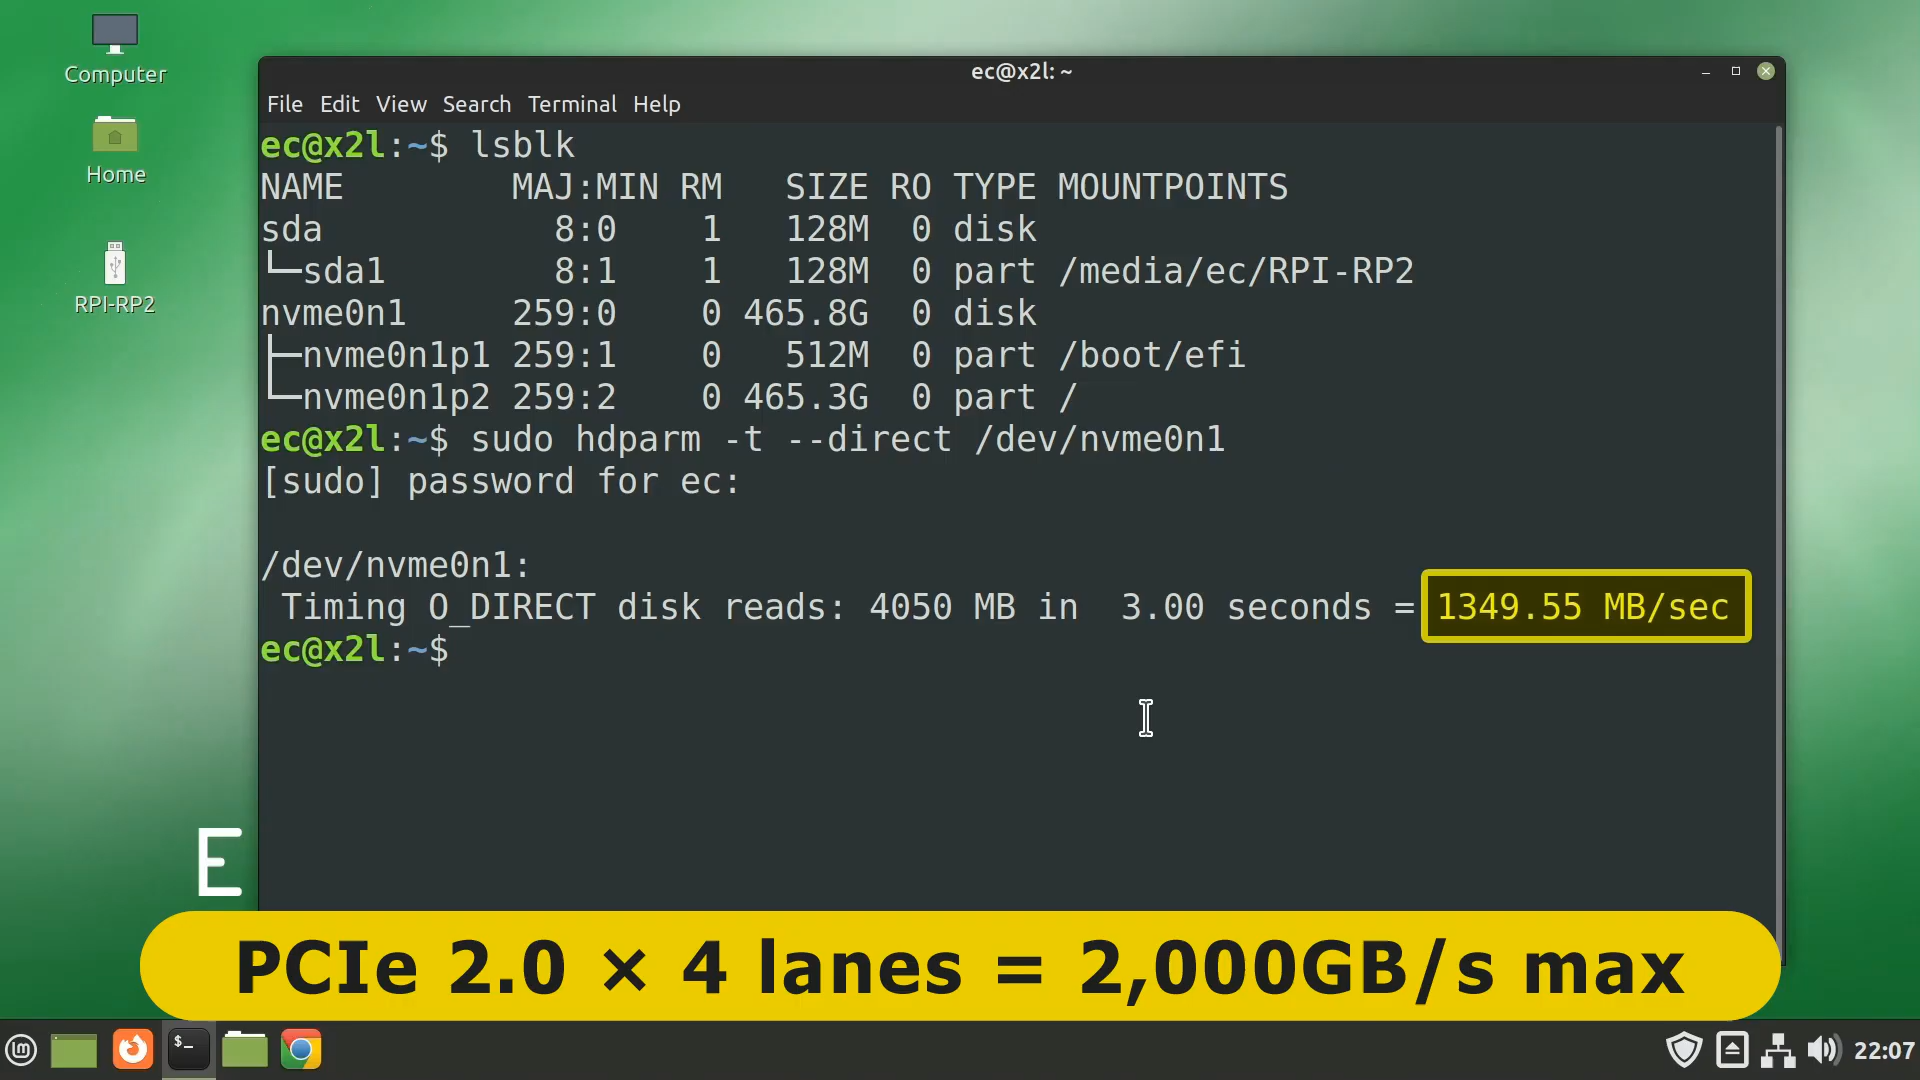 Computer
Home
RPI-RP2
ec@x2l: ~
File Edit View Search Terminal Help
ec@x2l:~$ lsblk
NAME        MAJ:MIN RM   SIZE RO TYPE MOUNTPOINTS
sda           8:0    1   128M  0 disk
└─sda1        8:1    1   128M  0 part /media/ec/RPI-RP2
nvme0n1     259:0    0 465.8G  0 disk
├─nvme0n1p1 259:1    0   512M  0 part /boot/efi
└─nvme0n1p2 259:2    0 465.3G  0 part /
ec@x2l:~$ sudo hdparm -t --direct /dev/nvme0n1
[sudo] password for ec:
/dev/nvme0n1:
 Timing O_DIRECT disk reads: 4050 MB in  3.00 seconds = 1349.55 MB/sec
ec@x2l:~$
E
PCIe 2.0 × 4 lanes = 2,000GB/s max
$_
22:07